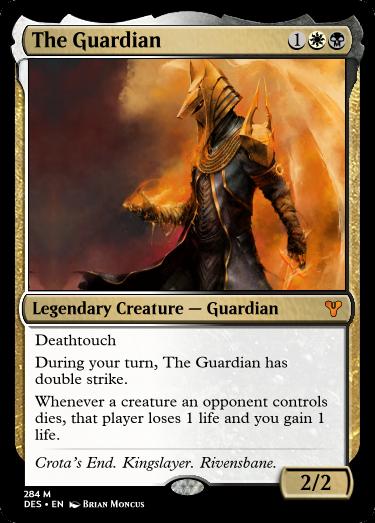 The Guardian
1
Legendary Creature — Guardian
Deathtouch
During your turn, The Guardian has
double strike.
Whenever a creature an opponent controls
dies, that player loses 1 life and you gain 1
life.
Crota's End. Kingslayer. Rivensbane.
2/2
284 M
DES • EN Brian Moncus